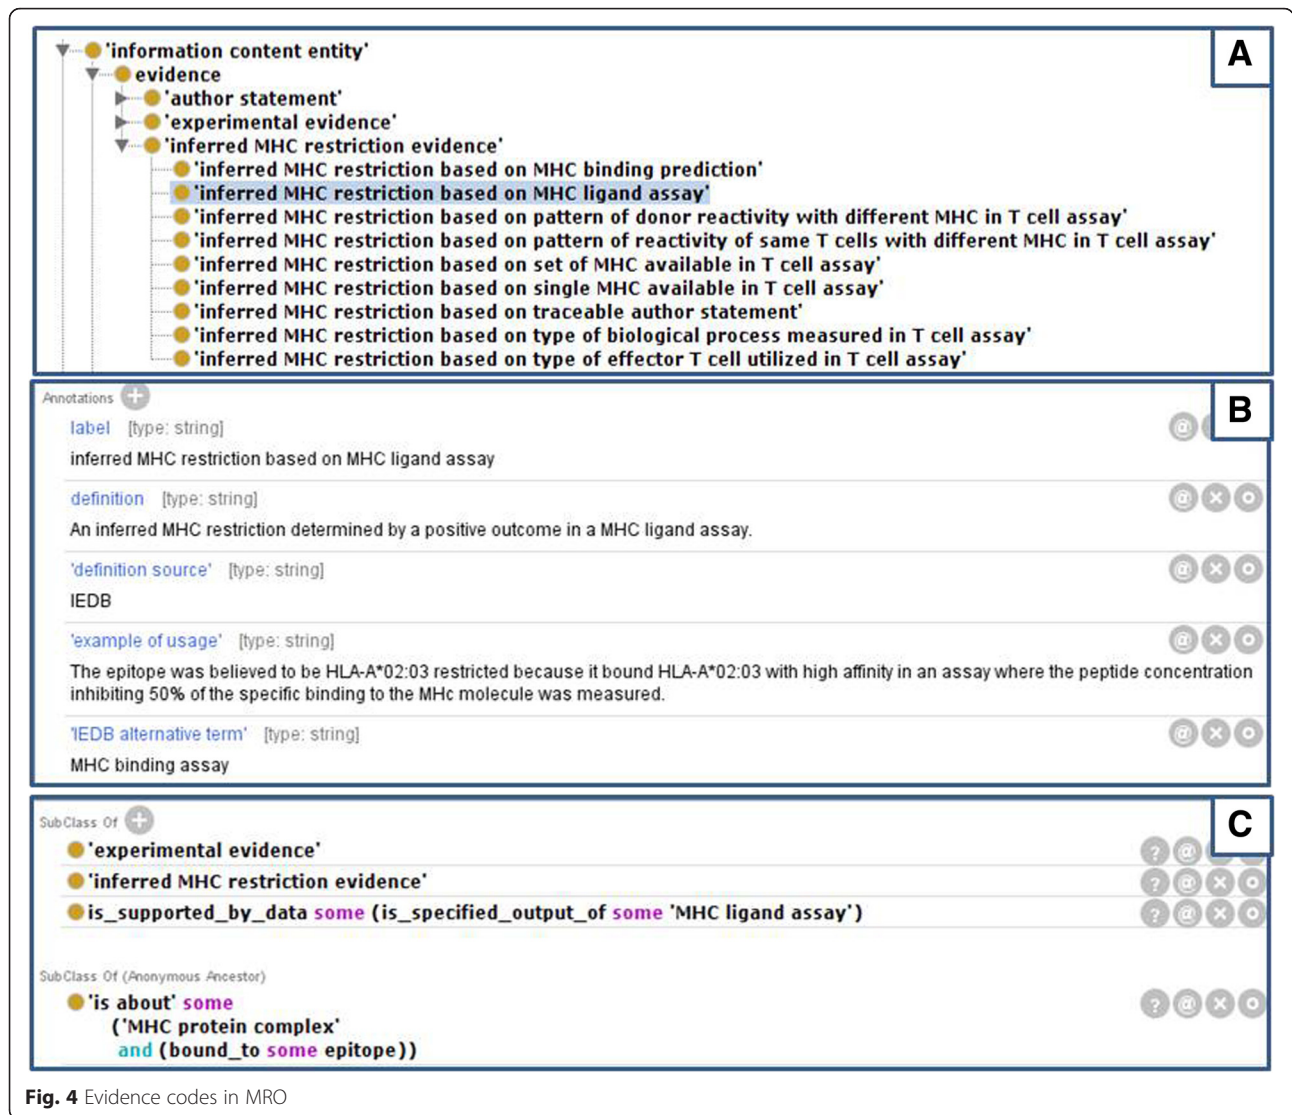 A
'information content entity'
evidence
'author statement'
'experimental evidence'
'inferred MHC restriction evidence'
'inferred MHC restriction based on MHC binding prediction'
'inferred MHC restriction based on MHC ligand assay'
'inferred MHC restriction based on pattern of donor reactivity with different MHC in T cell assay'
'inferred MHC restriction based on pattern of reactivity of same T cells with different MHC in T cell assay'
'inferred MHC restriction based on set of MHC available in T cell assay'
'inferred MHC restriction based on single MHC available in T cell assay'
'inferred MHC restriction based on traceable author statement'
'inferred MHC restriction based on type of biological process measured in T cell assay'
'inferred MHC restriction based on type of effector T cell utilized in T cell assay'
B
Annotations
label [type: string]
inferred MHC restriction based on MHC ligand assay
definition [type: string]
An inferred MHC restriction determined by a positive outcome in a MHC ligand assay.
'definition source' [type: string]
IEDB
'example of usage' [type: string]
The epitope was believed to be HLA-A*02:03 restricted because it bound HLA-A*02:03 with high affinity in an assay where the peptide concentration
inhibiting 50% of the specific binding to the MHc molecule was measured.
'IEDB alternative term' [type: string]
MHC binding assay
C
SubClass Of
'experimental evidence'
'inferred MHC restriction evidence'
is_supported_by_data some (is_specified_output_of some 'MHC ligand assay')
SubClass Of (Anonymous Ancestor)
'is about' some
('MHC protein complex'
and (bound_to some epitope))
Fig. 4 Evidence codes in MRO